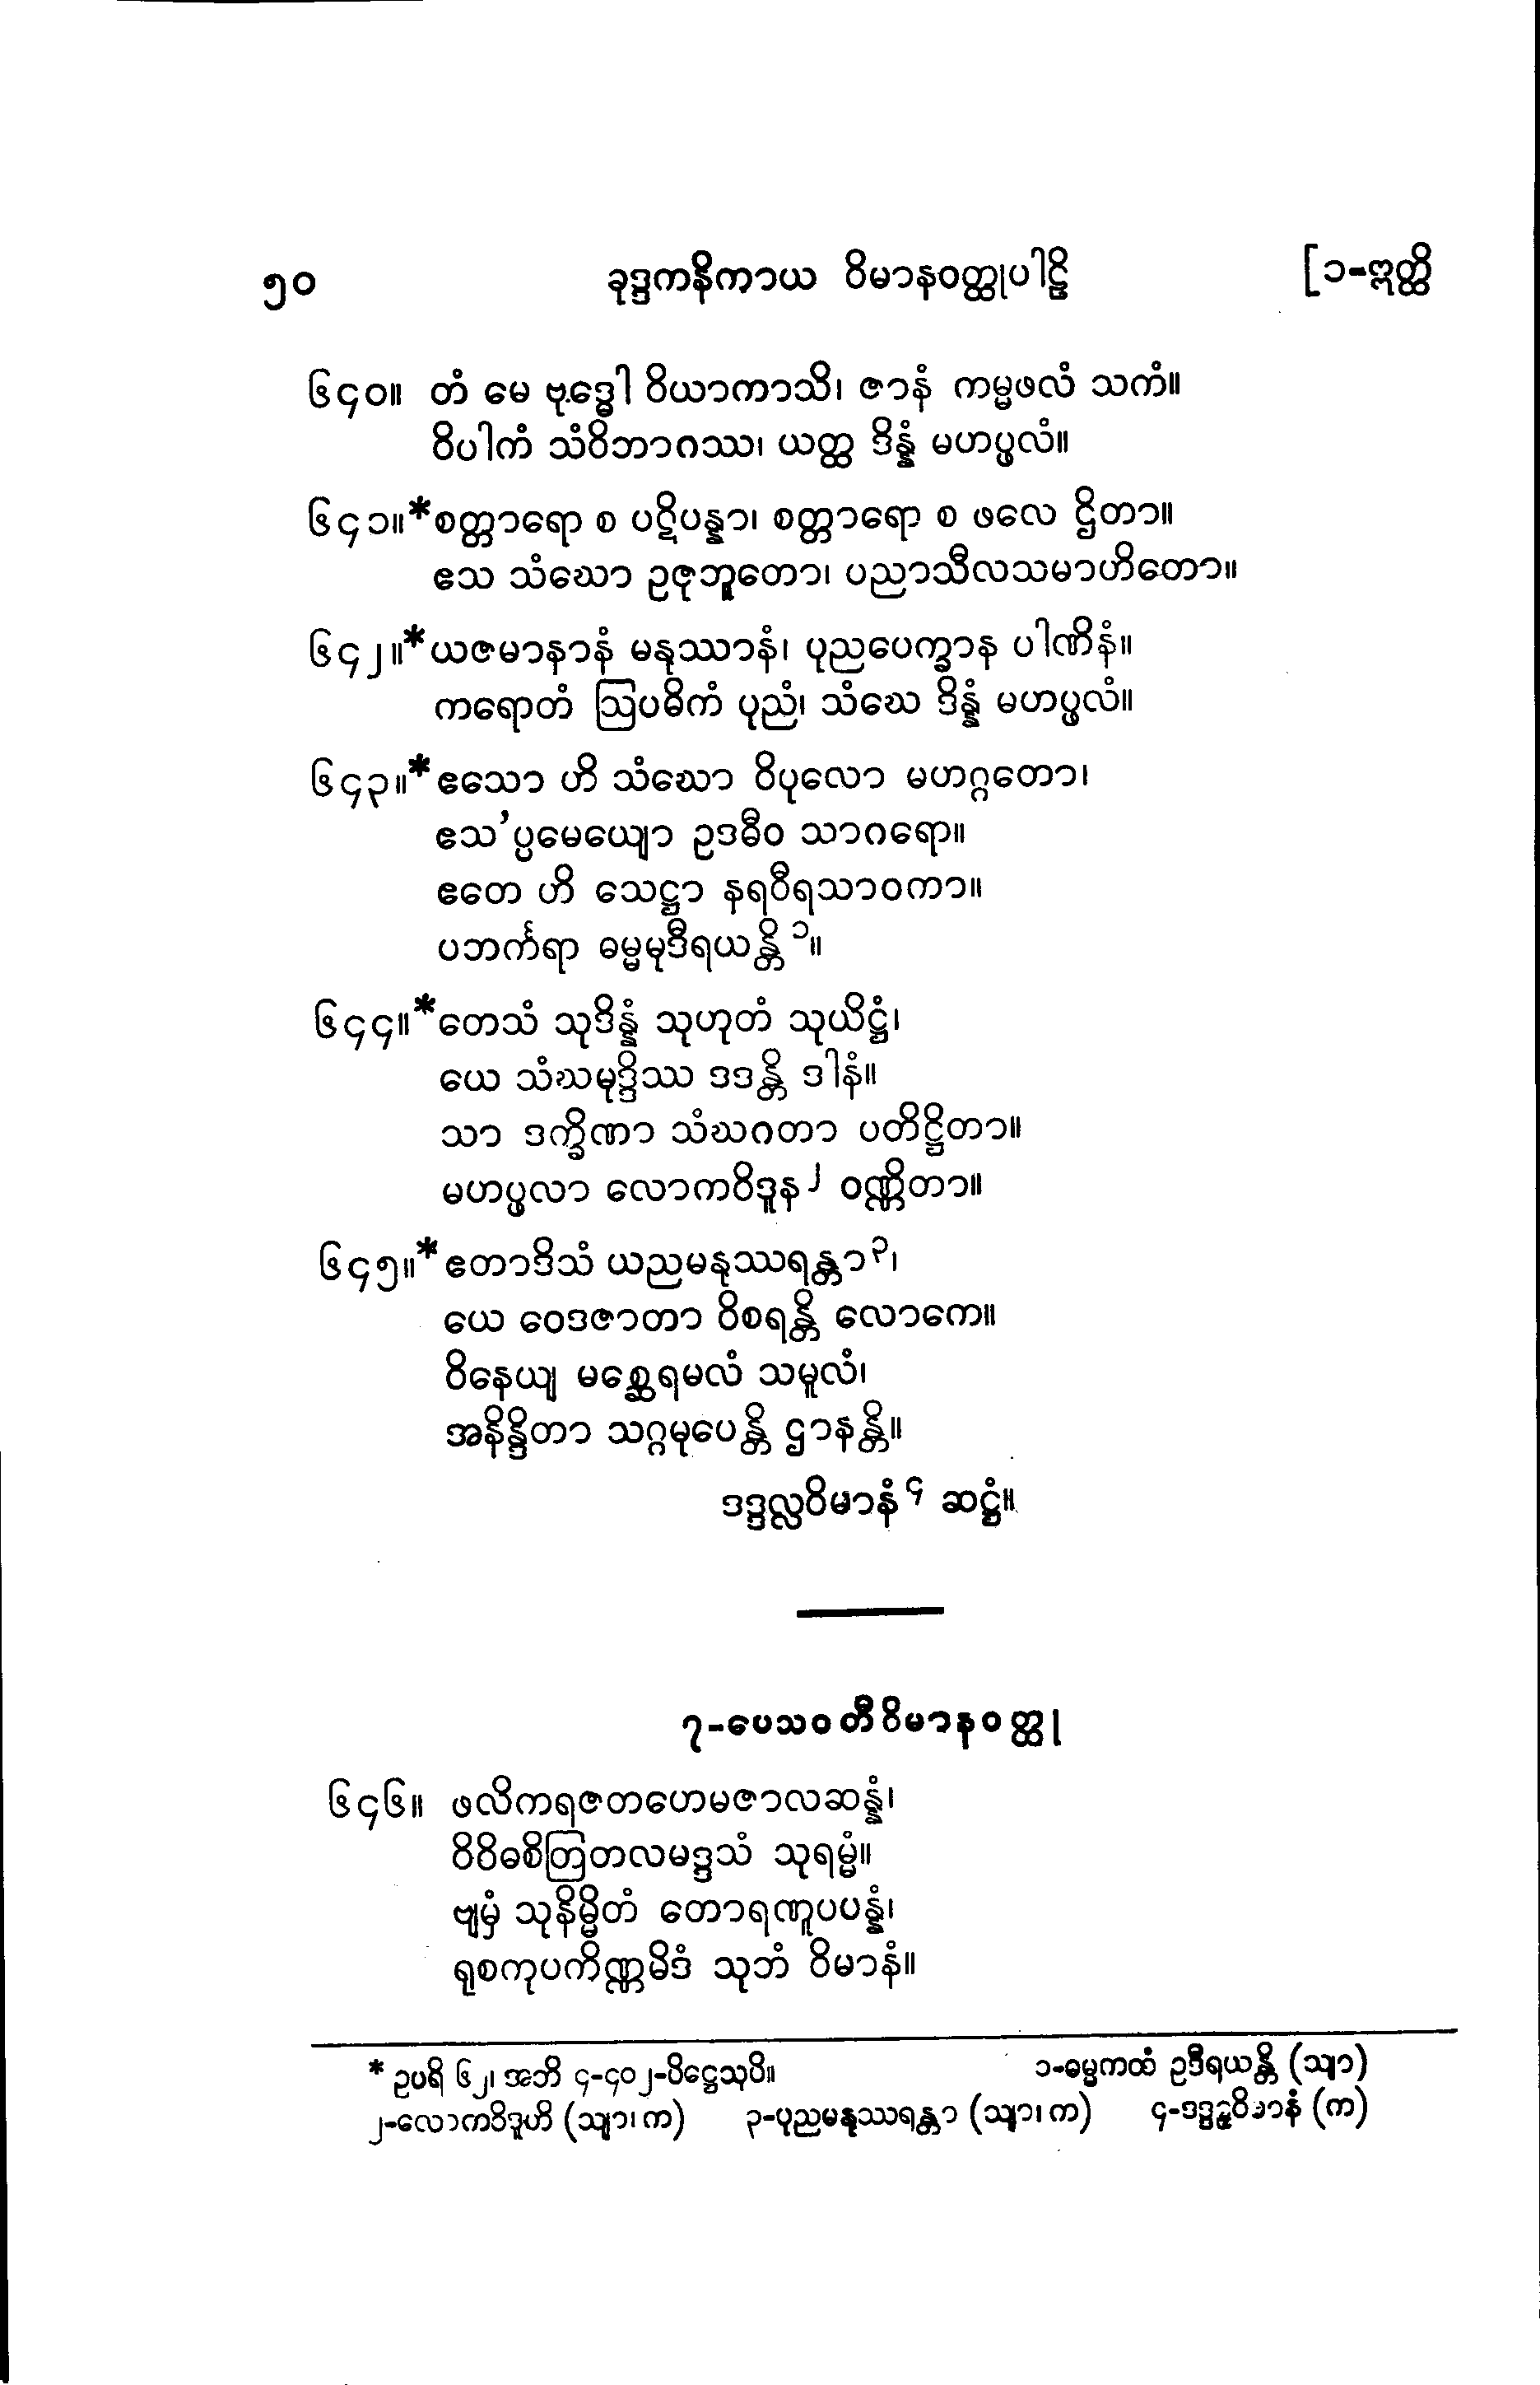 ၅၀ ခုဒ္ဒကနိကာယ ဝိမာနဝတ္ထုပါဠိ [၁-ဣတ္ထိ
၆၄၀။ တံ မေ ဗုဒ္ဓေါ ဝိယာကာသိ၊ ဇာနံ ကမ္မဖလံ သကံ။
ဝိပါကံ သံဝိဘာဂဿ၊ ယတ္ထ ဒိန္နံ မဟပ္ဖလံ။
၆၄၁။*စတ္တာရော စ ပဋိပန္နာ၊ စတ္တာရော စ ဖလေ ဌိတာ။
ဧသ သံဃော ဥဇုဘူတော၊ ပညာသီလသမာဟိတော။
၆၄၂။*ယဇမာနာနံ မနုဿာနံ၊ ပုညပေက္ခာန ပါဏိနံ။
ကရောတံ ဩပဓိကံ ပုညံ၊ သံဃေ ဒိန္နံ မဟပ္ဖလံ။
၆၄၃။*ဧသော ဟိ သံဃော ဝိပုလော မဟဂ္ဂတော၊
ဧသ’ပ္ပမေယျော ဥဒဓီဝ သာဂရော။
ဧတေ ဟိ သေဋ္ဌာ နရဝီရသာဝကာ။
ပဘင်္ကရာ ဓမ္မမုဒီရယန္တိ ၁။
၆၄၄။*တေသံ သုဒိန္နံ သုဟုတံ သုယိဋ္ဌံ၊
ယေ သံဃမုဒ္ဒိဿ ဒဒန္တိ ဒါနံ။
သာ ဒက္ခိဏာ သံဃဂတာ ပတိဋ္ဌိတာ။
မဟပ္ဖလာ လောကဝိဒူန ၂ ဝဏ္ဏိတာ။
၆၄၅။*ဧတာဒိသံ ယညမနုဿရန္တာ ၃၊
ယေ ဝေဒဇာတာ ဝိစရန္တိ လောကေ။
ဝိနေယျ မစ္ဆေရမလံ သမူလံ၊
အနိန္ဒိတာ သဂ္ဂမုပေန္တိ ဌာနန္တိ။
ဒဒ္ဒလ္လဝိမာနံ ၄ ဆဋ္ဌံ။
၇-ပေသဝတီဝိမာနဝတ္ထု
၆၄၆။ ဖလိကရဇတဟေမဇာလဆန္နံ၊
ဝိဝိဓစိတြတလမဒ္ဒသံ သုရမ္မံ။
ဗျမှံ သုနိမ္မိတံ တောရဏူပပန္နံ၊
ရုစကုပကိဏ္ဏမိဒံ သုဘံ ဝိမာနံ။
* ဥပရိ ၆၂၊ အဘိ ၄-၄၀၂-ပိဋ္ဌေသုပိ။ ၁-ဓမ္မကထံ ဥဒီရယန္တိ (သျာ)
၂-လောကဝိဒူဟိ (သျာ၊ က) ၃-ပုညမနုဿရန္တာ (သျာ၊ က) ၄-ဝိမာနံ (က)